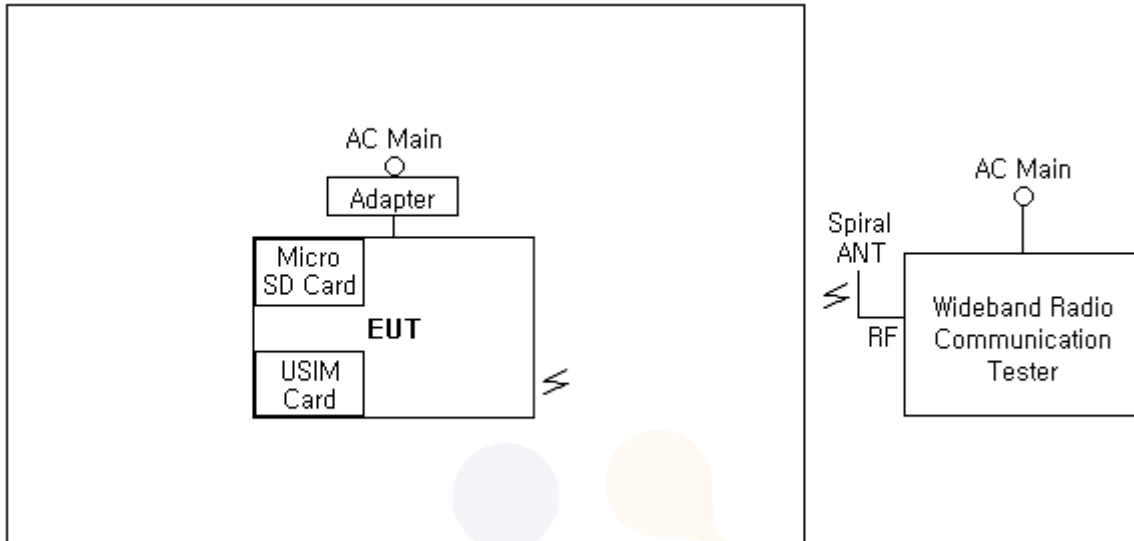 AC Main
Adapter
Micro
SD Card
EUT
USIM
Card
AC Main
Spiral
ANT
RF
Wideband Radio
Communication
Tester